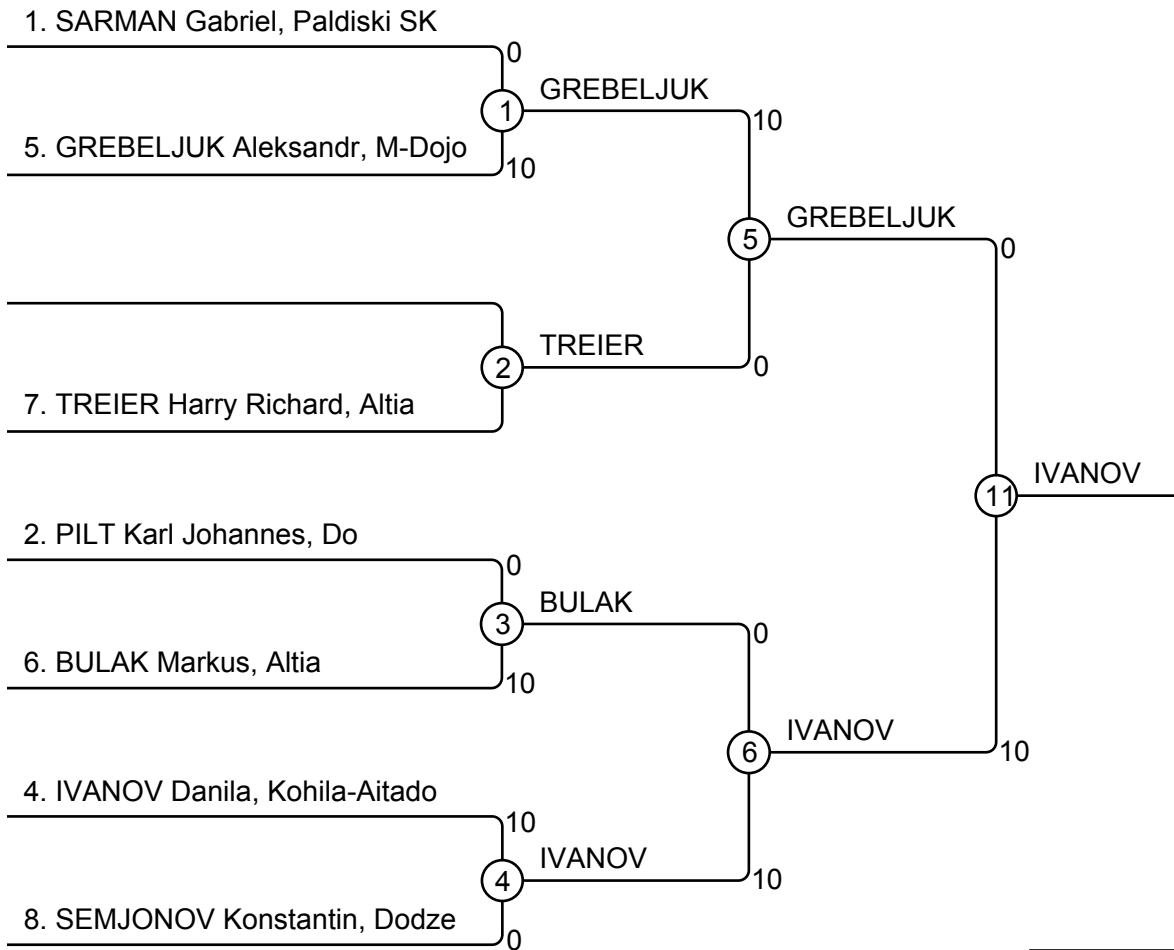 1. SARMAN Gabriel, Paldiski SK
0
GREBELJUK
1
10
5. GREBELJUK Aleksandr, M-Dojo
10
GREBELJUK
5
0
TREIER
2
0
7. TREIER Harry Richard, Altia
IVANOV
11
2. PILT Karl Johannes, Do
0
BULAK
3
0
6. BULAK Markus, Altia
10
IVANOV
6
10
4. IVANOV Danila, Kohila-Aitado
10
IVANOV
4
10
8. SEMJONOV Konstantin, Dodze
0